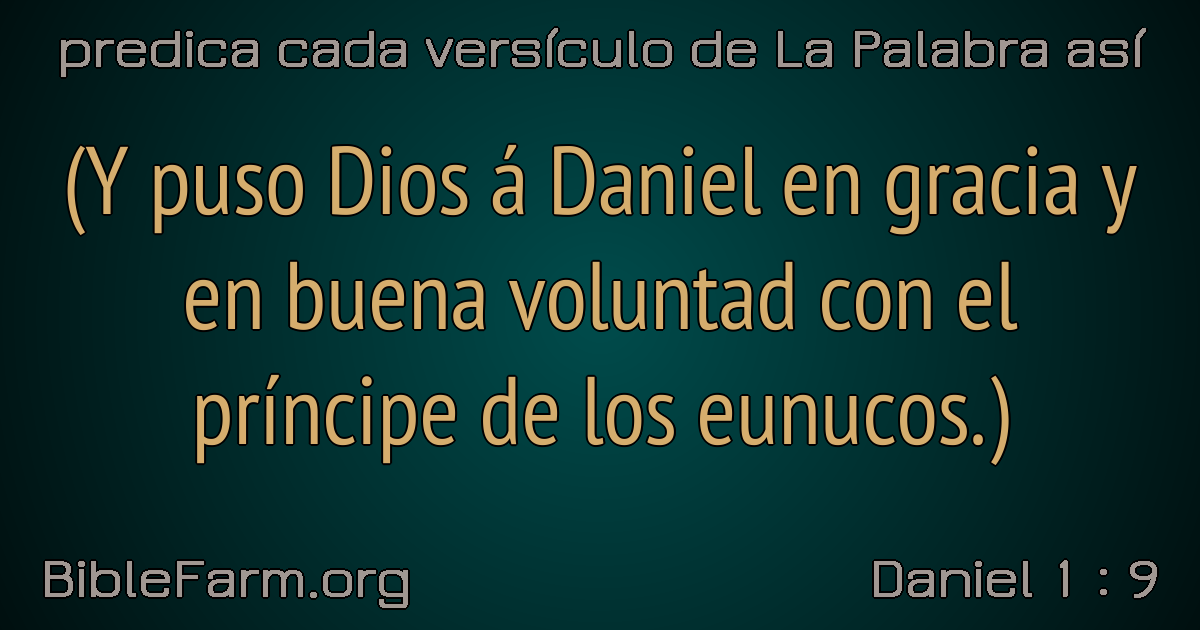 predica cada versículo de La Palabra así
(Y puso Dios á Daniel en gracia y
en buena voluntad con el
príncipe de los eunucos.)
BibleFarm.org
Daniel 1 : 9